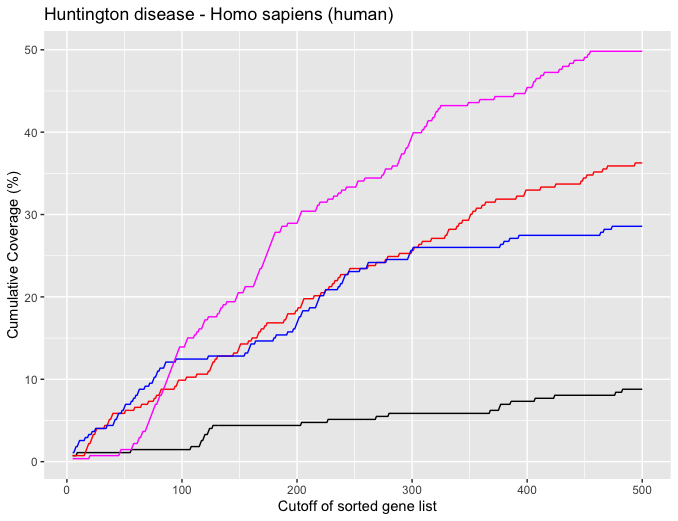 Huntington disease - Homo sapiens (human)
Cumulative Coverage (%)
50
40
30
20
10
0
0 100 200 300 400 500
Cutoff of sorted gene list